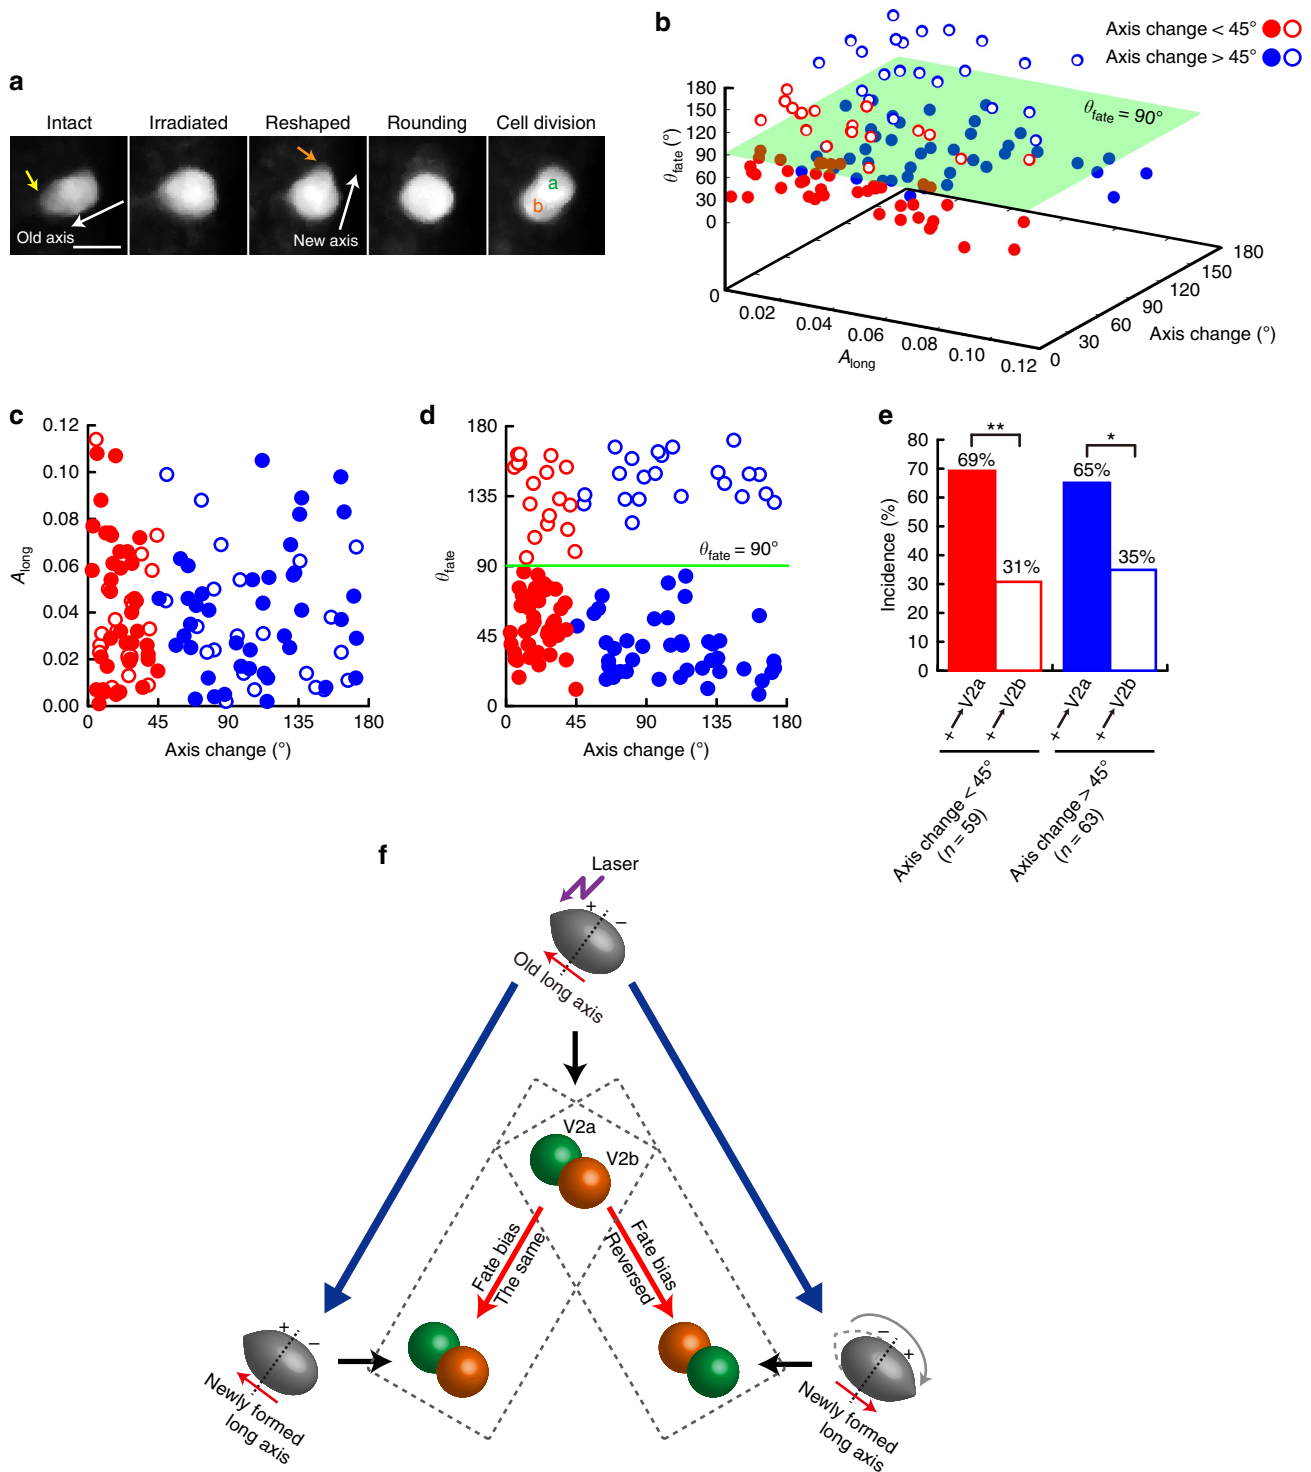 a
Intact
Irradiated
Reshaped
Rounding
Cell division
Old axis
New axis
a
b
b
Axis change < 45°
Axis change > 45°
θfate (°)
180
150
120
90
60
30
0
θfate = 90°
0
0.02
0.04
0.06
0.08
0.10
0.12
Along
0
30
60
90
120
150
180
Axis change (°)
c
Along
0.12
0.10
0.08
0.06
0.04
0.02
0.00
0
45
90
135
180
Axis change (°)
d
θfate
180
135
90
45
0
θfate = 90°
0
45
90
135
180
Axis change (°)
e
Incidence (%)
80
70
60
50
40
30
20
10
0
**
*
69%
31%
65%
35%
+→V2a
+→V2b
+→V2a
+→V2b
Axis change < 45°
(n = 59)
Axis change > 45°
(n = 63)
f
Laser
+
−
Old long axis
V2a
V2b
Fate bias
The same
Fate bias
Reversed
+
−
Newly formed
long axis
−
+
Newly formed
long axis